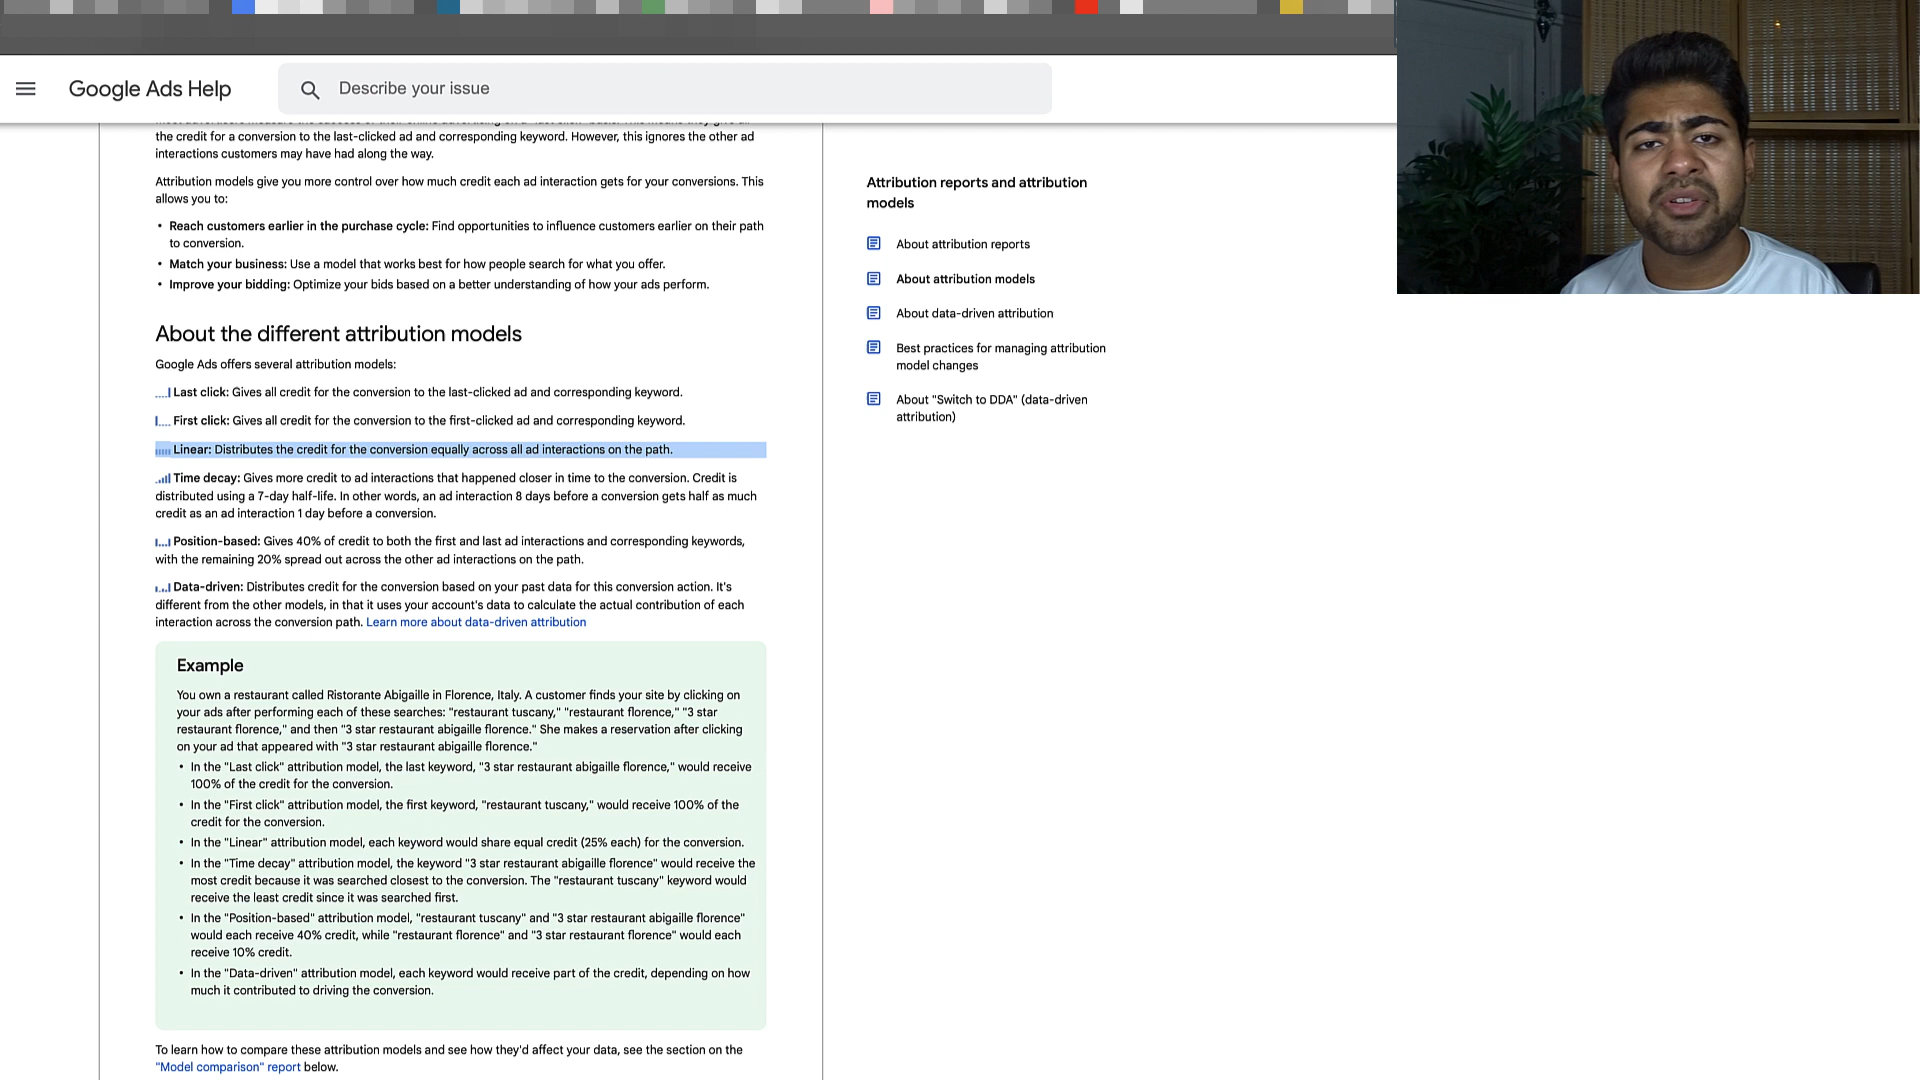 Google Ads Help
Describe your issue
the credit for a conversion to the last-clicked ad and corresponding keyword. However, this ignores the other ad
interactions customers may have had along the way.
Attribution models give you more control over how much credit each ad interaction gets for your conversions. This
allows you to:
• Reach customers earlier in the purchase cycle: Find opportunities to influence customers earlier on their path
to conversion.
• Match your business: Use a model that works best for how people search for what you offer.
• Improve your bidding: Optimize your bids based on a better understanding of how your ads perform.
About the different attribution models
Google Ads offers several attribution models:
Last click: Gives all credit for the conversion to the last-clicked ad and corresponding keyword.
First click: Gives all credit for the conversion to the first-clicked ad and corresponding keyword.
Linear: Distributes the credit for the conversion equally across all ad interactions on the path.
Time decay: Gives more credit to ad interactions that happened closer in time to the conversion. Credit is
distributed using a 7-day half-life. In other words, an ad interaction 8 days before a conversion gets half as much
credit as an ad interaction 1 day before a conversion.
Position-based: Gives 40% of credit to both the first and last ad interactions and corresponding keywords,
with the remaining 20% spread out across the other ad interactions on the path.
Data-driven: Distributes credit for the conversion based on your past data for this conversion action. It's
different from the other models, in that it uses your account's data to calculate the actual contribution of each
interaction across the conversion path. Learn more about data-driven attribution
Example
You own a restaurant called Ristorante Abigaille in Florence, Italy. A customer finds your site by clicking on
your ads after performing each of these searches: "restaurant tuscany," "restaurant florence," "3 star
restaurant florence," and then "3 star restaurant abigaille florence." She makes a reservation after clicking
on your ad that appeared with "3 star restaurant abigaille florence."
• In the "Last click" attribution model, the last keyword, "3 star restaurant abigaille florence," would receive
100% of the credit for the conversion.
• In the "First click" attribution model, the first keyword, "restaurant tuscany," would receive 100% of the
credit for the conversion.
• In the "Linear" attribution model, each keyword would share equal credit (25% each) for the conversion.
• In the "Time decay" attribution model, the keyword "3 star restaurant abigaille florence" would receive the
most credit because it was searched closest to the conversion. The "restaurant tuscany" keyword would
receive the least credit since it was searched first.
• In the "Position-based" attribution model, "restaurant tuscany" and "3 star restaurant abigaille florence"
would each receive 40% credit, while "restaurant florence" and "3 star restaurant florence" would each
receive 10% credit.
• In the "Data-driven" attribution model, each keyword would receive part of the credit, depending on how
much it contributed to driving the conversion.
To learn how to compare these attribution models and see how they'd affect your data, see the section on the
"Model comparison" report below.
Attribution reports and attribution
models
About attribution reports
About attribution models
About data-driven attribution
Best practices for managing attribution
model changes
About "Switch to DDA" (data-driven
attribution)